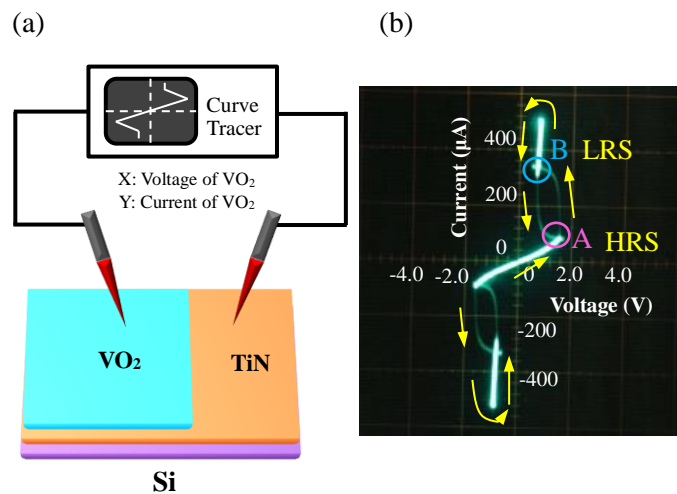 (a)
(b)
Curve
Tracer
X: Voltage of VO₂
Y: Current of VO₂
VO₂
TiN
Si
Current (μA)
400
B
LRS
200
0
A
HRS
-4.0
-2.0
0
2.0
4.0
Voltage (V)
-200
-400